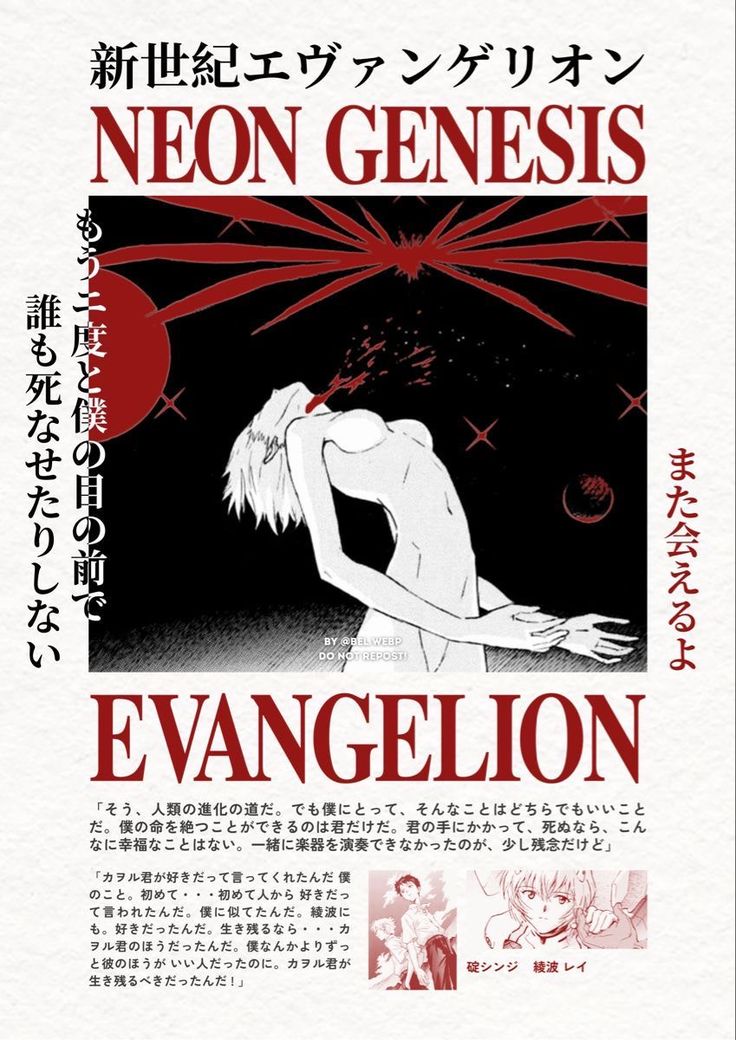 新世紀エヴァンゲリオン
NEON GENESIS
もう二度と僕の目の前で
誰も死なせたりしない
また会えるよ
BY @BEL.WEBP
DO NOT REPOST!
EVANGELION
「そう、人類の進化の道だ。でも僕にとって、そんなことはどちらでもいいこと
だ。僕の命を絶つことができるのは君だけだ。君の手にかかって、死ぬなら、こん
なに幸福なことはない。一緒に楽器を演奏できなかったのが、少し残念だけど」
「カヲル君が好きだって言ってくれたんだ 僕
のこと。初めて・・・初めて人から 好きだっ
て言われたんだ。僕に似てたんだ。綾波に
も。好きだったんだ。生き残るなら・・・カ
ヲル君のほうだったんだ。僕なんかよりずっ
と彼のほうが いい人だったのに。カヲル君が
生き残るべきだったんだ！」
碇シンジ 綾波 レイ